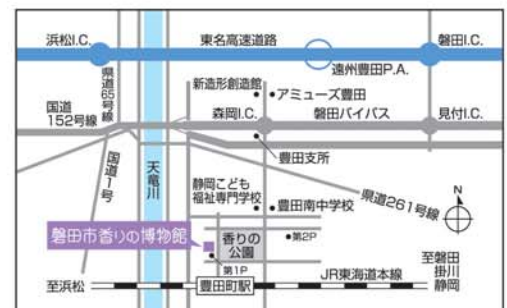 浜松I.C.
東名高速道路
磐田I.C.
遠州豊田P.A.
県道65号線
新造形創造館
アミューズ豊田
国道
152号線
森岡I.C.
磐田バイパス
見付I.C.
豊田支所
国道1号
天竜川
静岡こども
福祉専門学校
豊田南中学校
県道261号線
N
磐田市香りの博物館
香りの
公園
第2P
第1P
至浜松
豊田町駅
JR東海道本線
至磐田
掛川
静岡